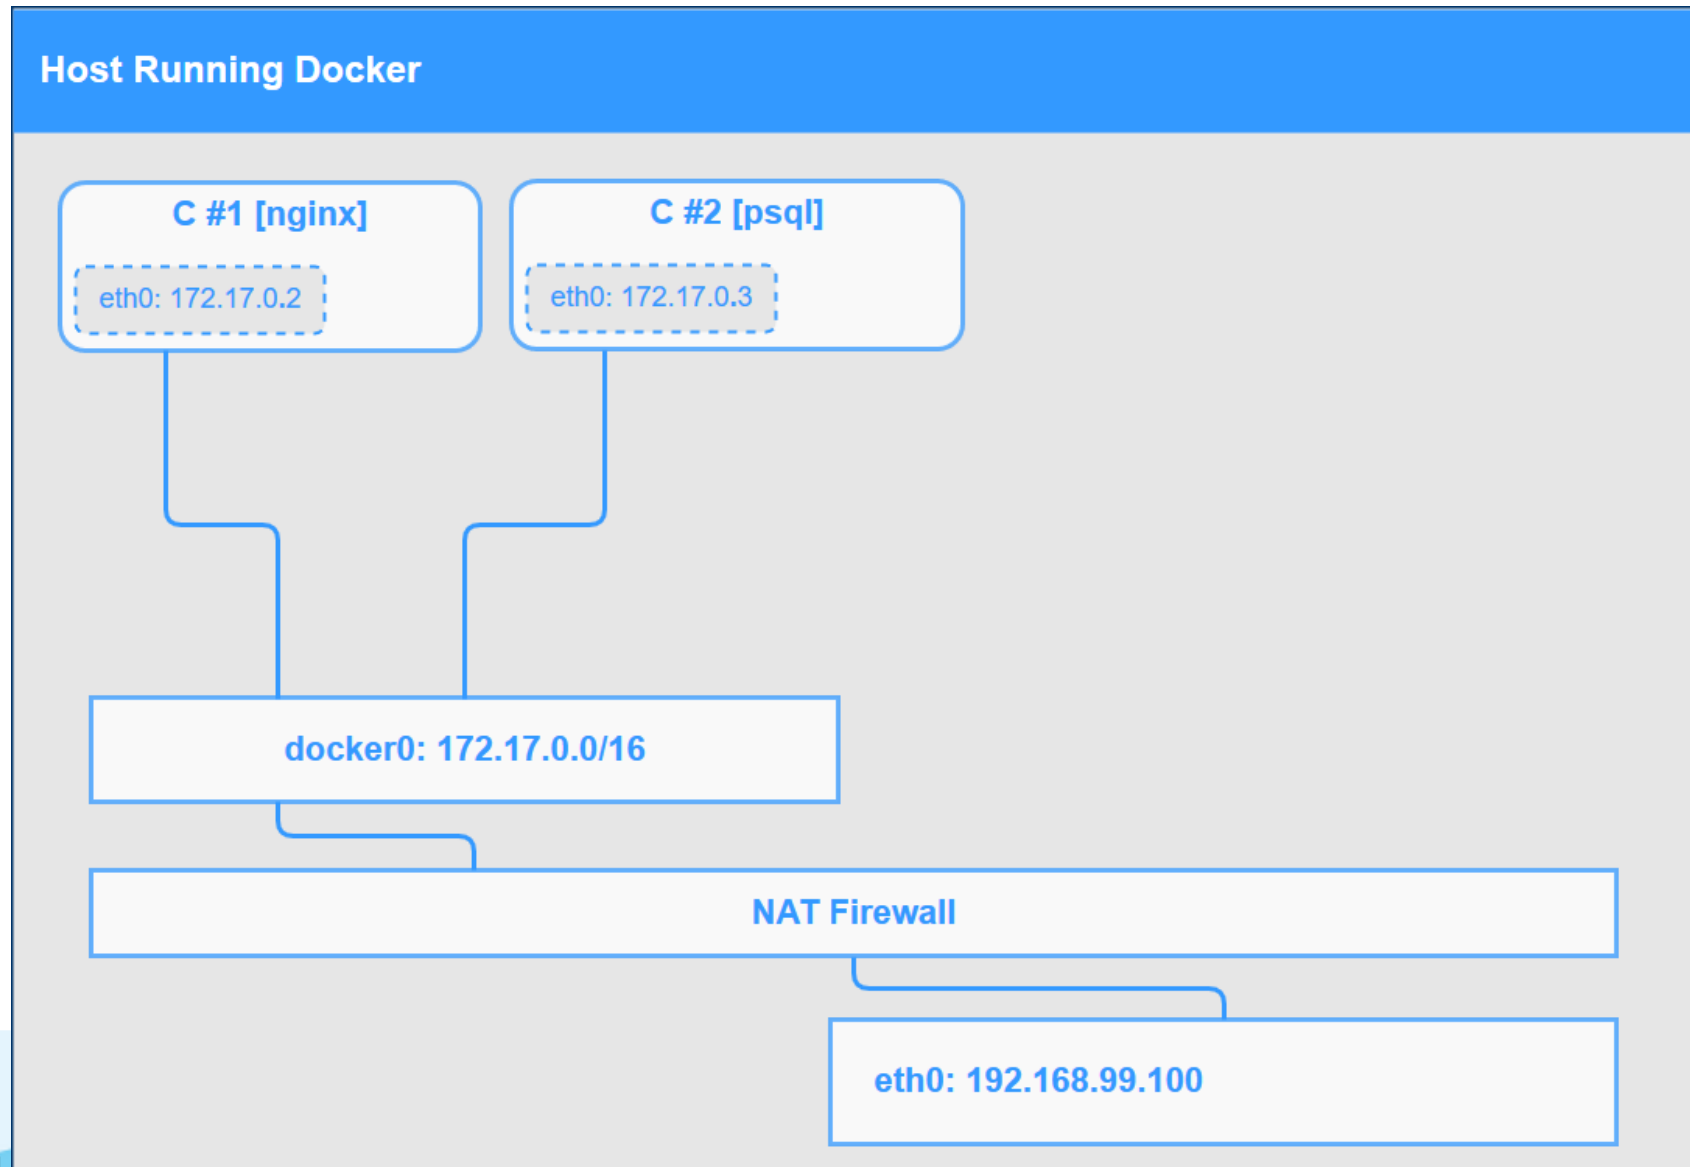 Host Running Docker
C #1 [nginx]
eth0: 172.17.0.2
C #2 [psql]
eth0: 172.17.0.3
docker0: 172.17.0.0/16
NAT Firewall
eth0: 192.168.99.100